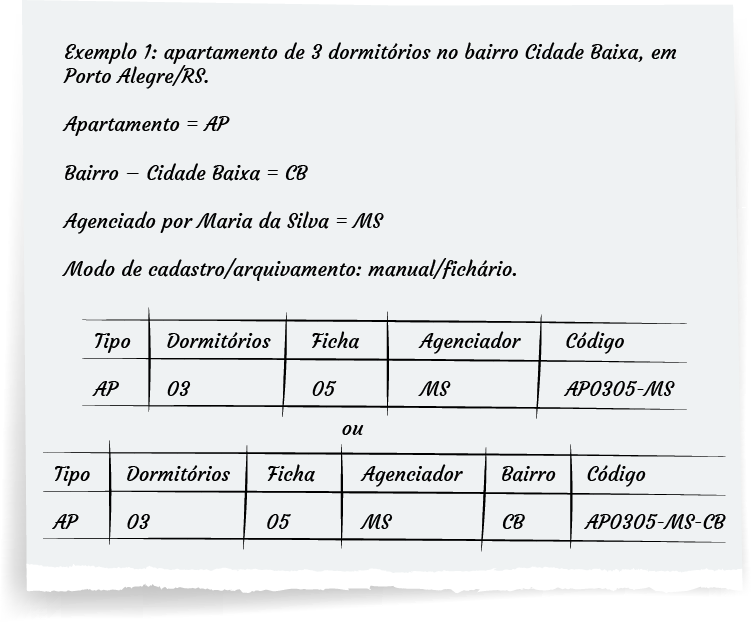 Exemplo 1: apartamento de 3 dormitórios no bairro Cidade Baixa, em
Porto Alegre/RS.
Apartamento = AP
Bairro – Cidade Baixa = CB
Agenciado por Maria da Silva = MS
Modo de cadastro/arquivamento: manual/fichário.
Tipo Dormitórios Ficha Agenciador Código
AP 03 05 MS AP0305-MS
ou
Tipo Dormitórios Ficha Agenciador Bairro Código
AP 03 05 MS CB AP0305-MS-CB